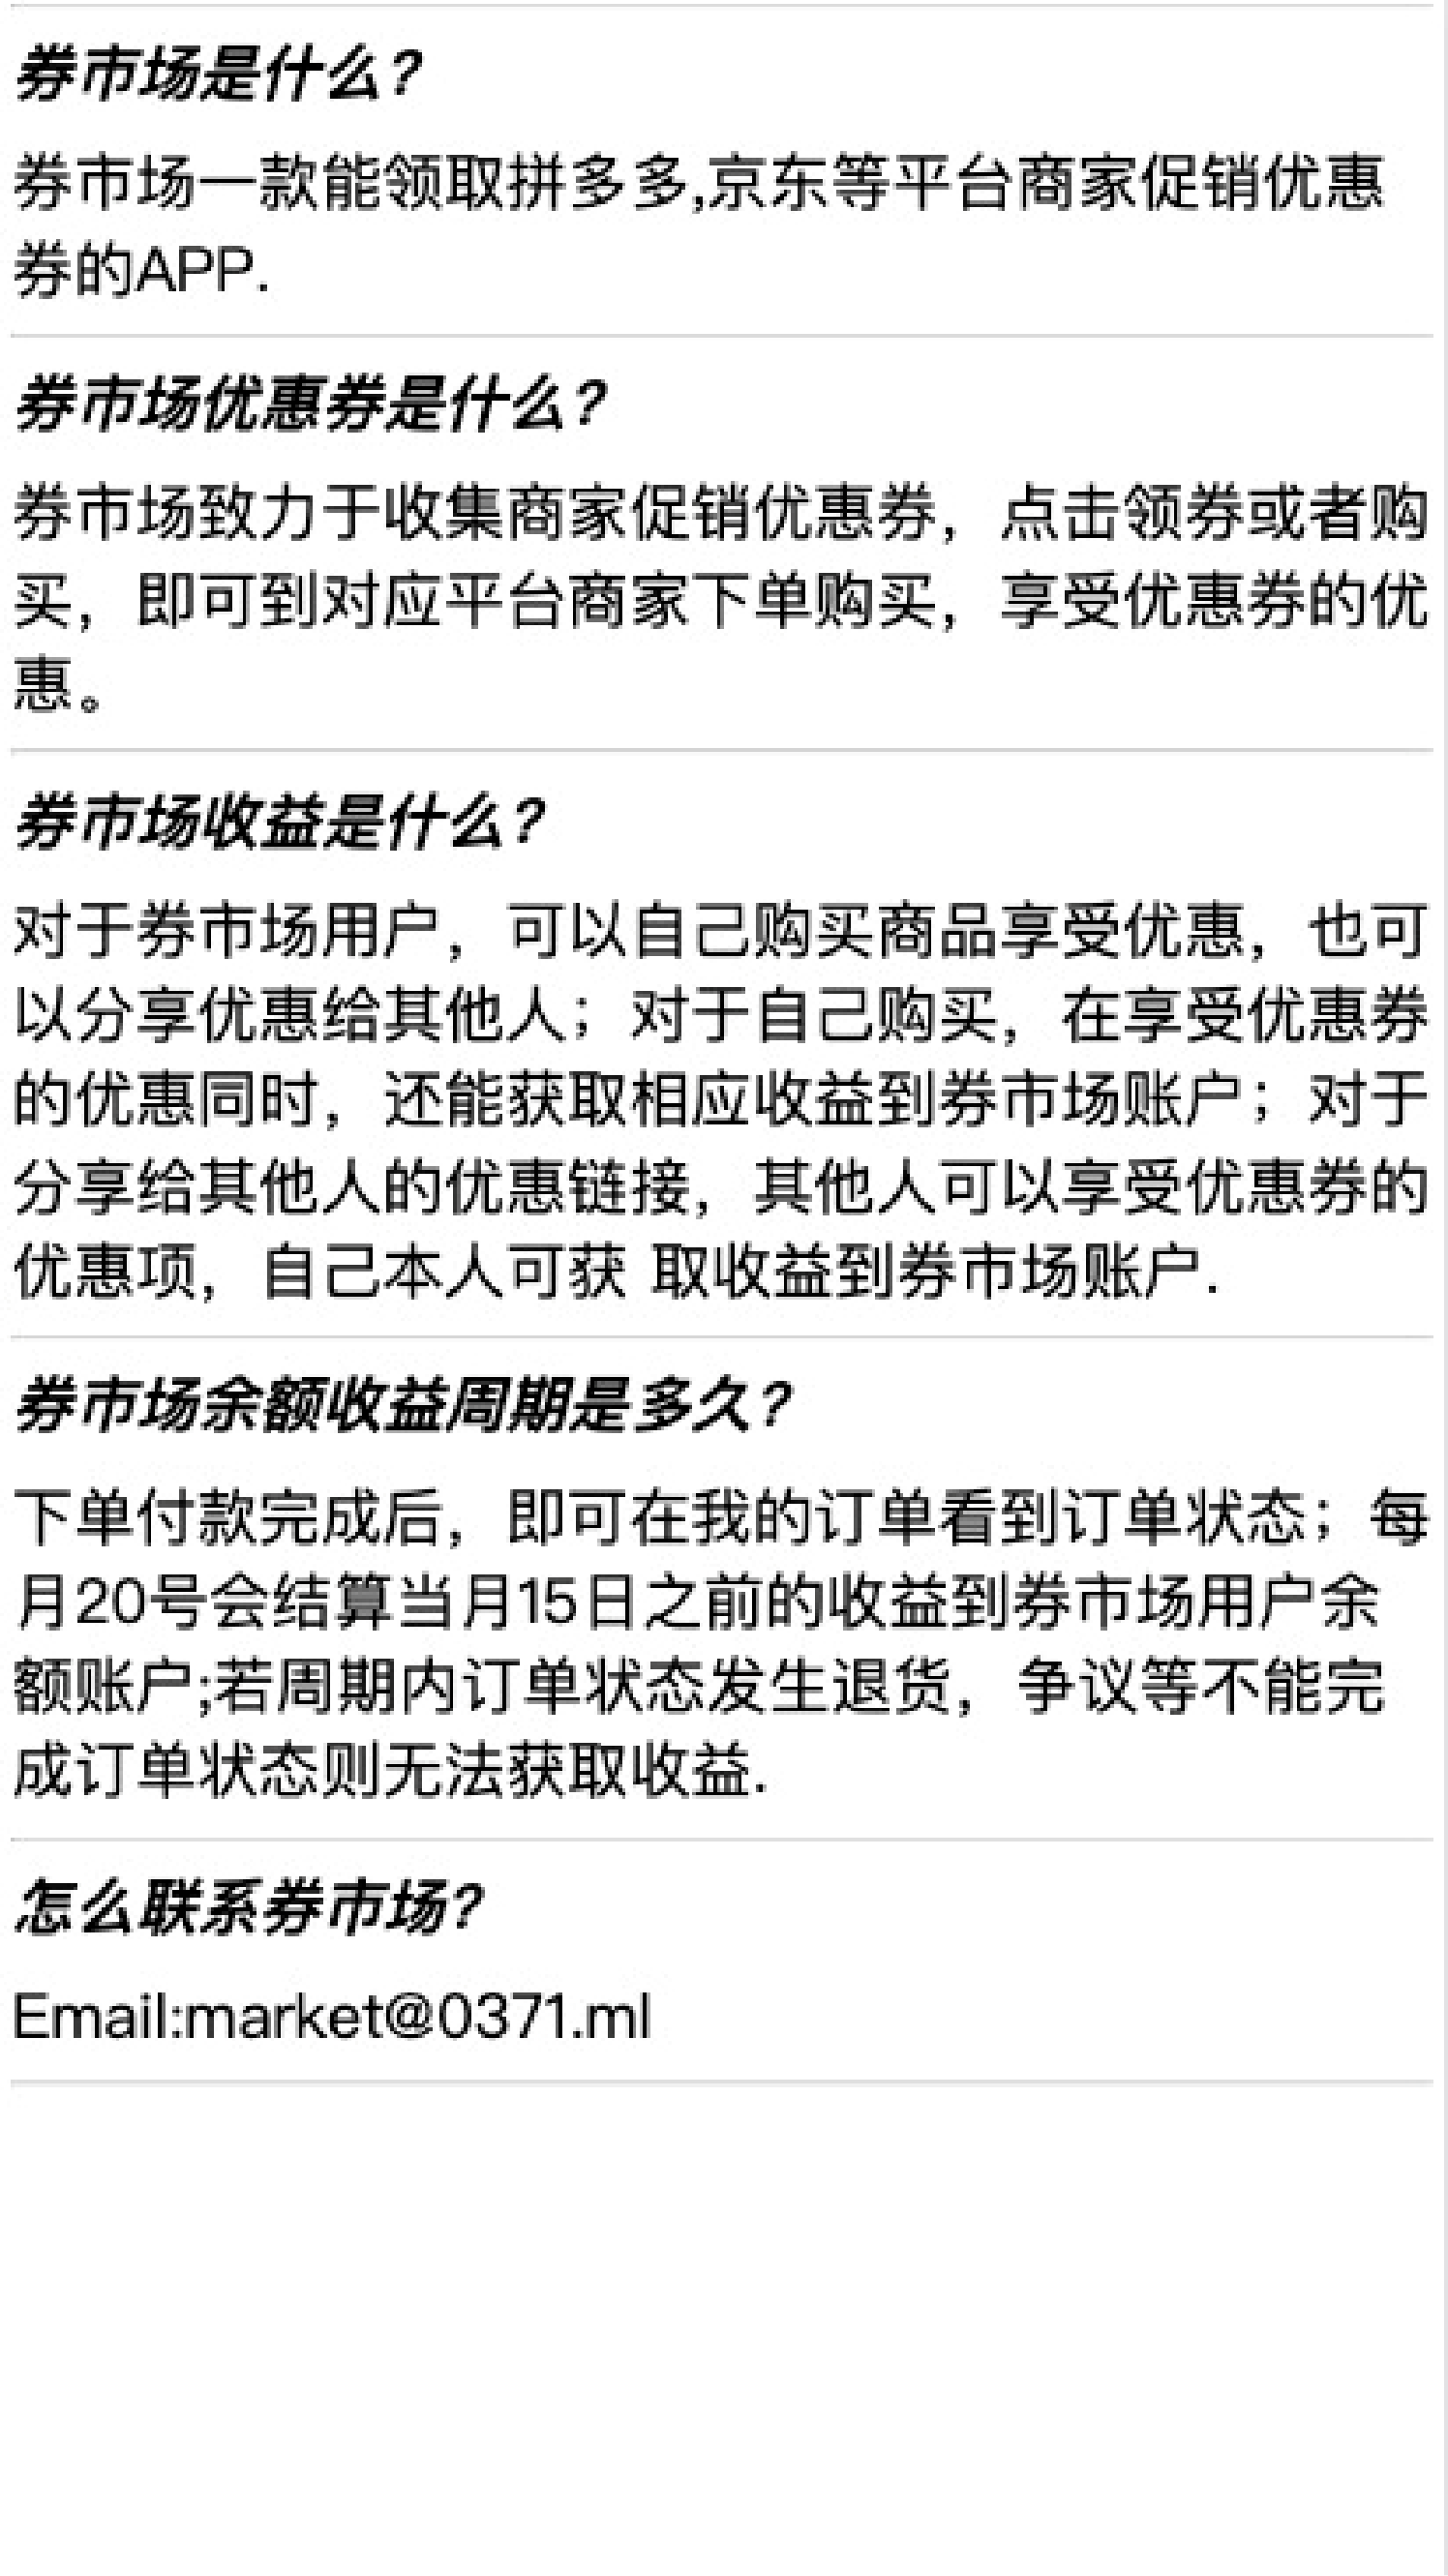 券市场是什么?
券市场一款能领取拼多多,京东等平台商家促销优惠
券的APP.
券市场优惠券是什么?
券市场致力于收集商家促销优惠券，点击领券或者购
买，即可到对应平台商家下单购买，享受优惠券的优
惠。
券市场收益是什么?
对于券市场用户，可以自己购买商品享受优惠，也可
以分享优惠给其他人；对于自己购买，在享受优惠券
的优惠同时，还能获取相应收益到券市场账户；对于
分享给其他人的优惠链接，其他人可以享受优惠券的
优惠项，自己本人可获 取收益到券市场账户.
券市场余额收益周期是多久?
下单付款完成后，即可在我的订单看到订单状态；每
月20号会结算当月15日之前的收益到券市场用户余
额账户;若周期内订单状态发生退货，争议等不能完
成订单状态则无法获取收益.
怎么联系券市场?
Email:market@0371.ml